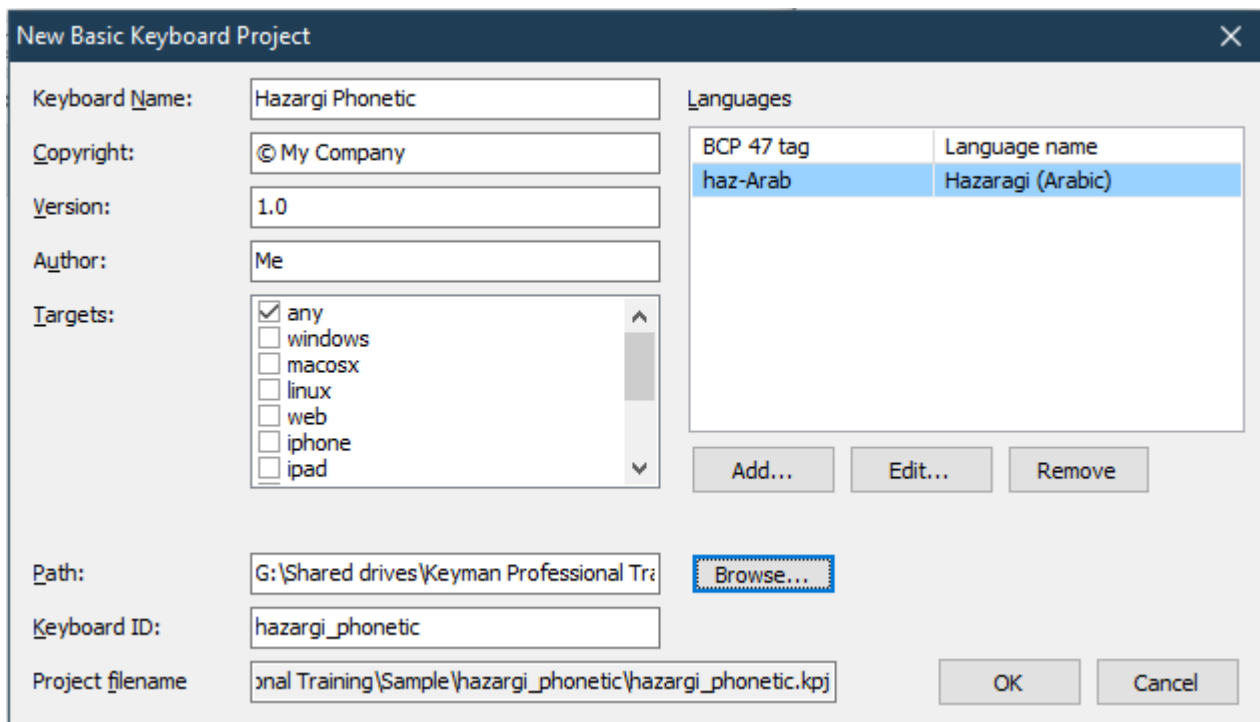 New Basic Keyboard Project
Keyboard Name: Hazargi Phonetic
Copyright: © My Company
Version: 1.0
Author: Me
Targets:
any
windows
macosx
linux
web
iphone
ipad
Languages
BCP 47 tag Language name
haz-Arab Hazaragi (Arabic)
Add... Edit... Remove
Path: G:\Shared drives\Keyman Professional Tra Browse...
Keyboard ID: hazargi_phonetic
Project filename onal Training\Sample\hazargi_phonetic\hazargi_phonetic.kpj OK Cancel